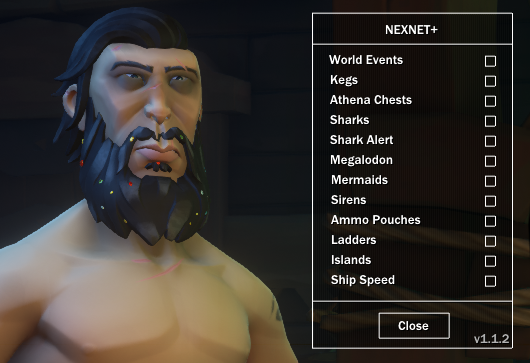 NEXNET+
World Events
Kegs
Athena Chests
Sharks
Shark Alert
Megalodon
Mermaids
Sirens
Ammo Pouches
Ladders
Islands
Ship Speed
Close
v1.1.2